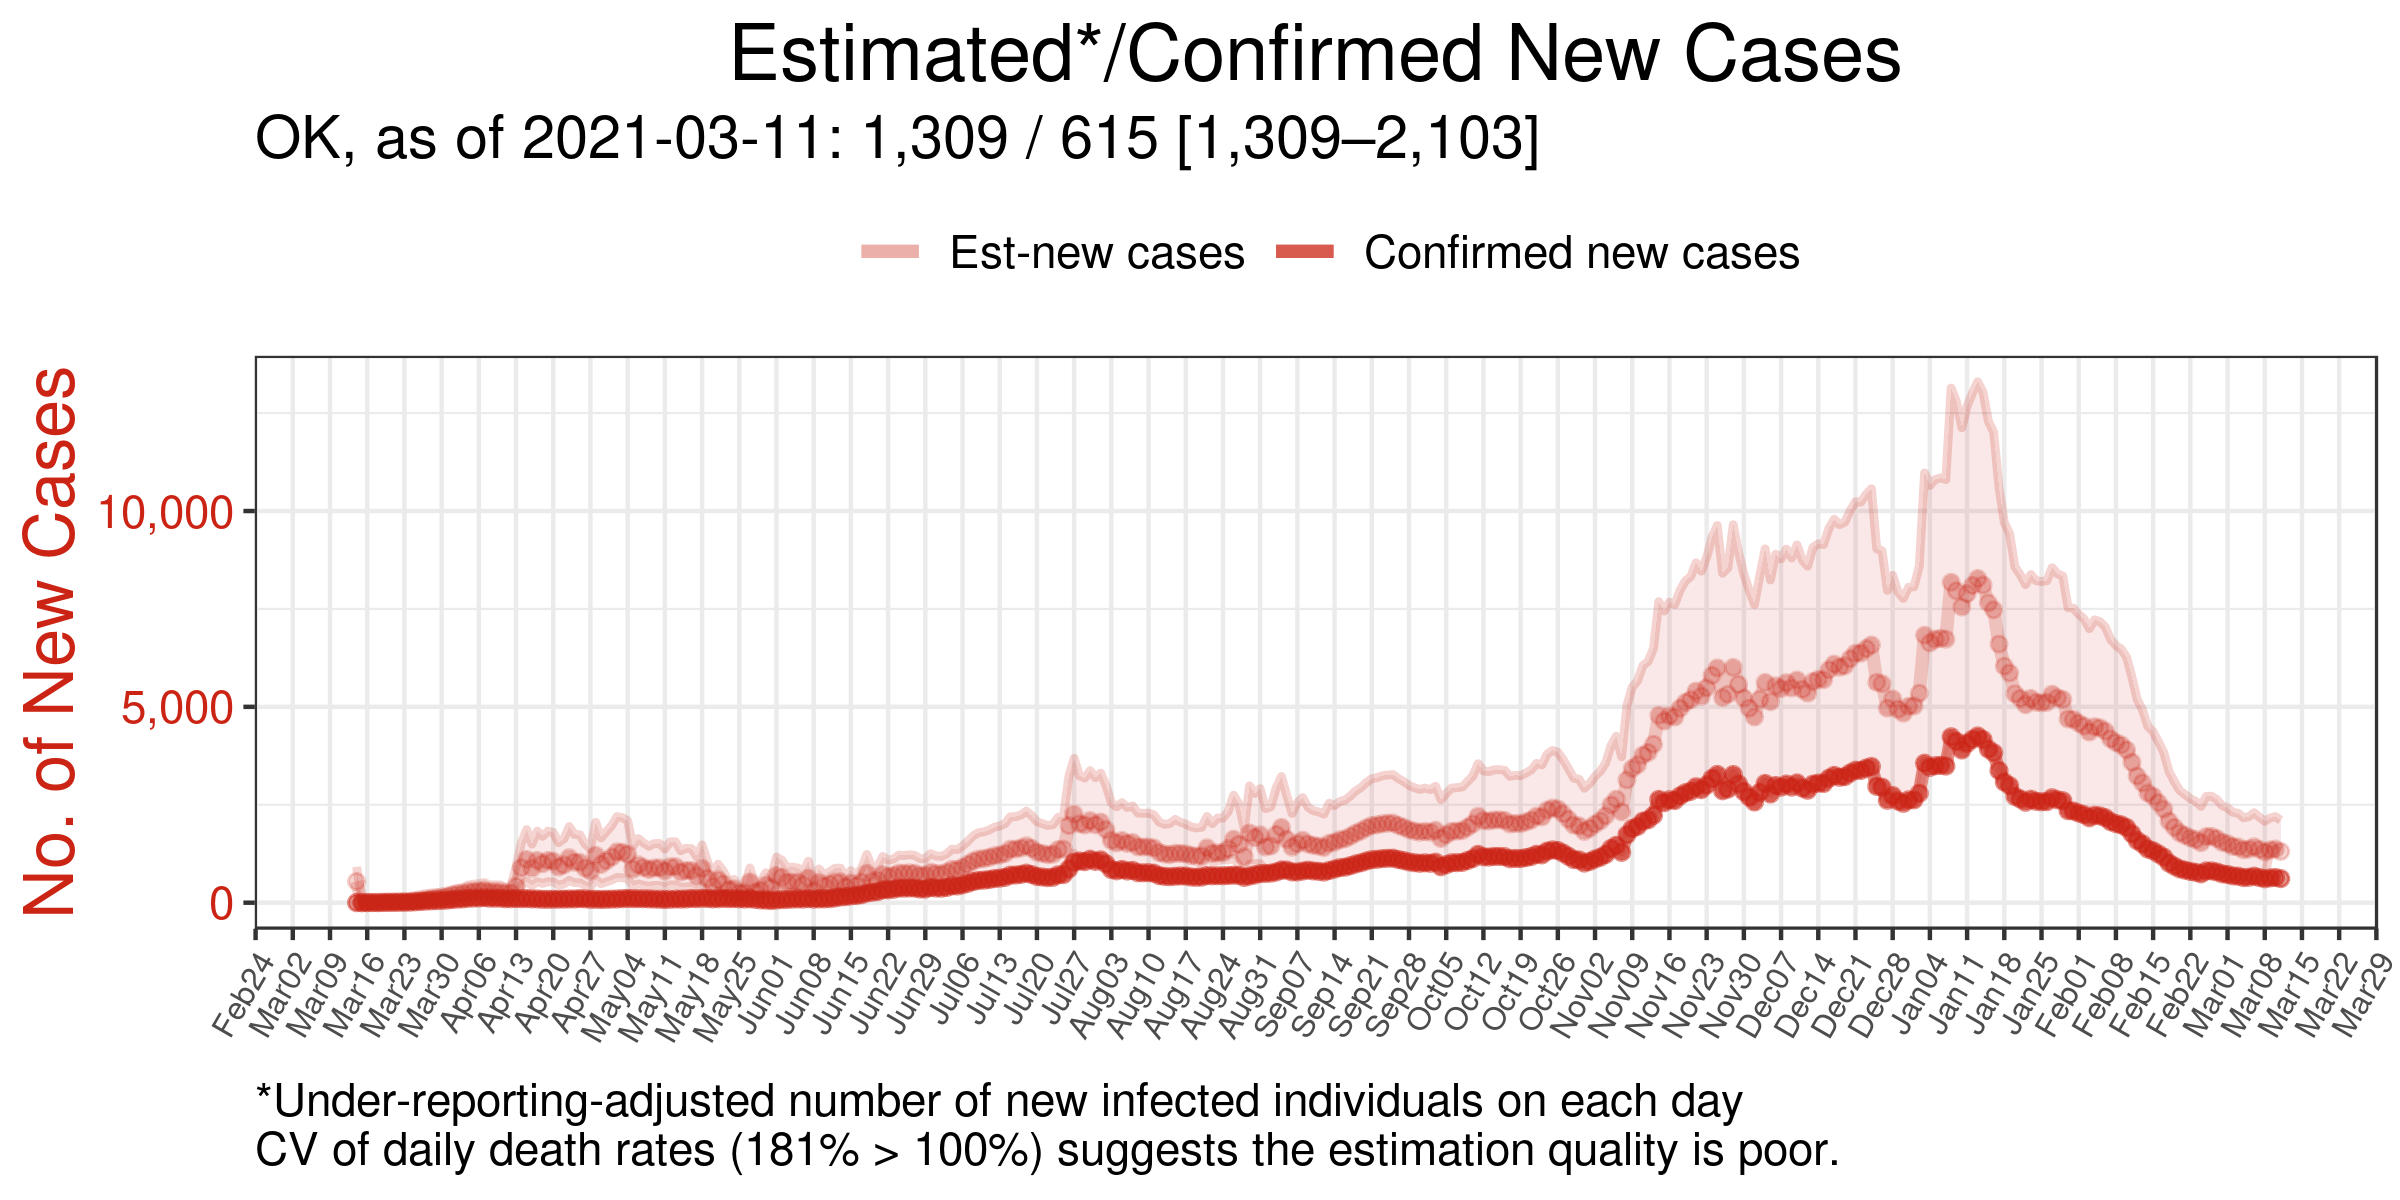 Estimated*/Confirmed New Cases
OK, as of 2021-03-11: 1,309 / 615 [1,309–2,103]
Est-new cases Confirmed new cases
No. of New Cases
10,000
5,000
0
Feb24 Mar02 Mar09 Mar16 Mar23 Mar30 Apr06 Apr13 Apr20 Apr27 May04 May11 May18 May25 Jun01 Jun08 Jun15 Jun22 Jun29 Jul06 Jul13 Jul20 Jul27 Aug03 Aug10 Aug17 Aug24 Aug31 Sep07 Sep14 Sep21 Sep28 Oct05 Oct12 Oct19 Oct26 Nov02 Nov09 Nov16 Nov23 Nov30 Dec07 Dec14 Dec21 Dec28 Jan04 Jan11 Jan18 Jan25 Feb01 Feb08 Feb15 Feb22 Mar01 Mar08 Mar15 Mar22 Mar29
*Under-reporting-adjusted number of new infected individuals on each day
CV of daily death rates (181% > 100%) suggests the estimation quality is poor.